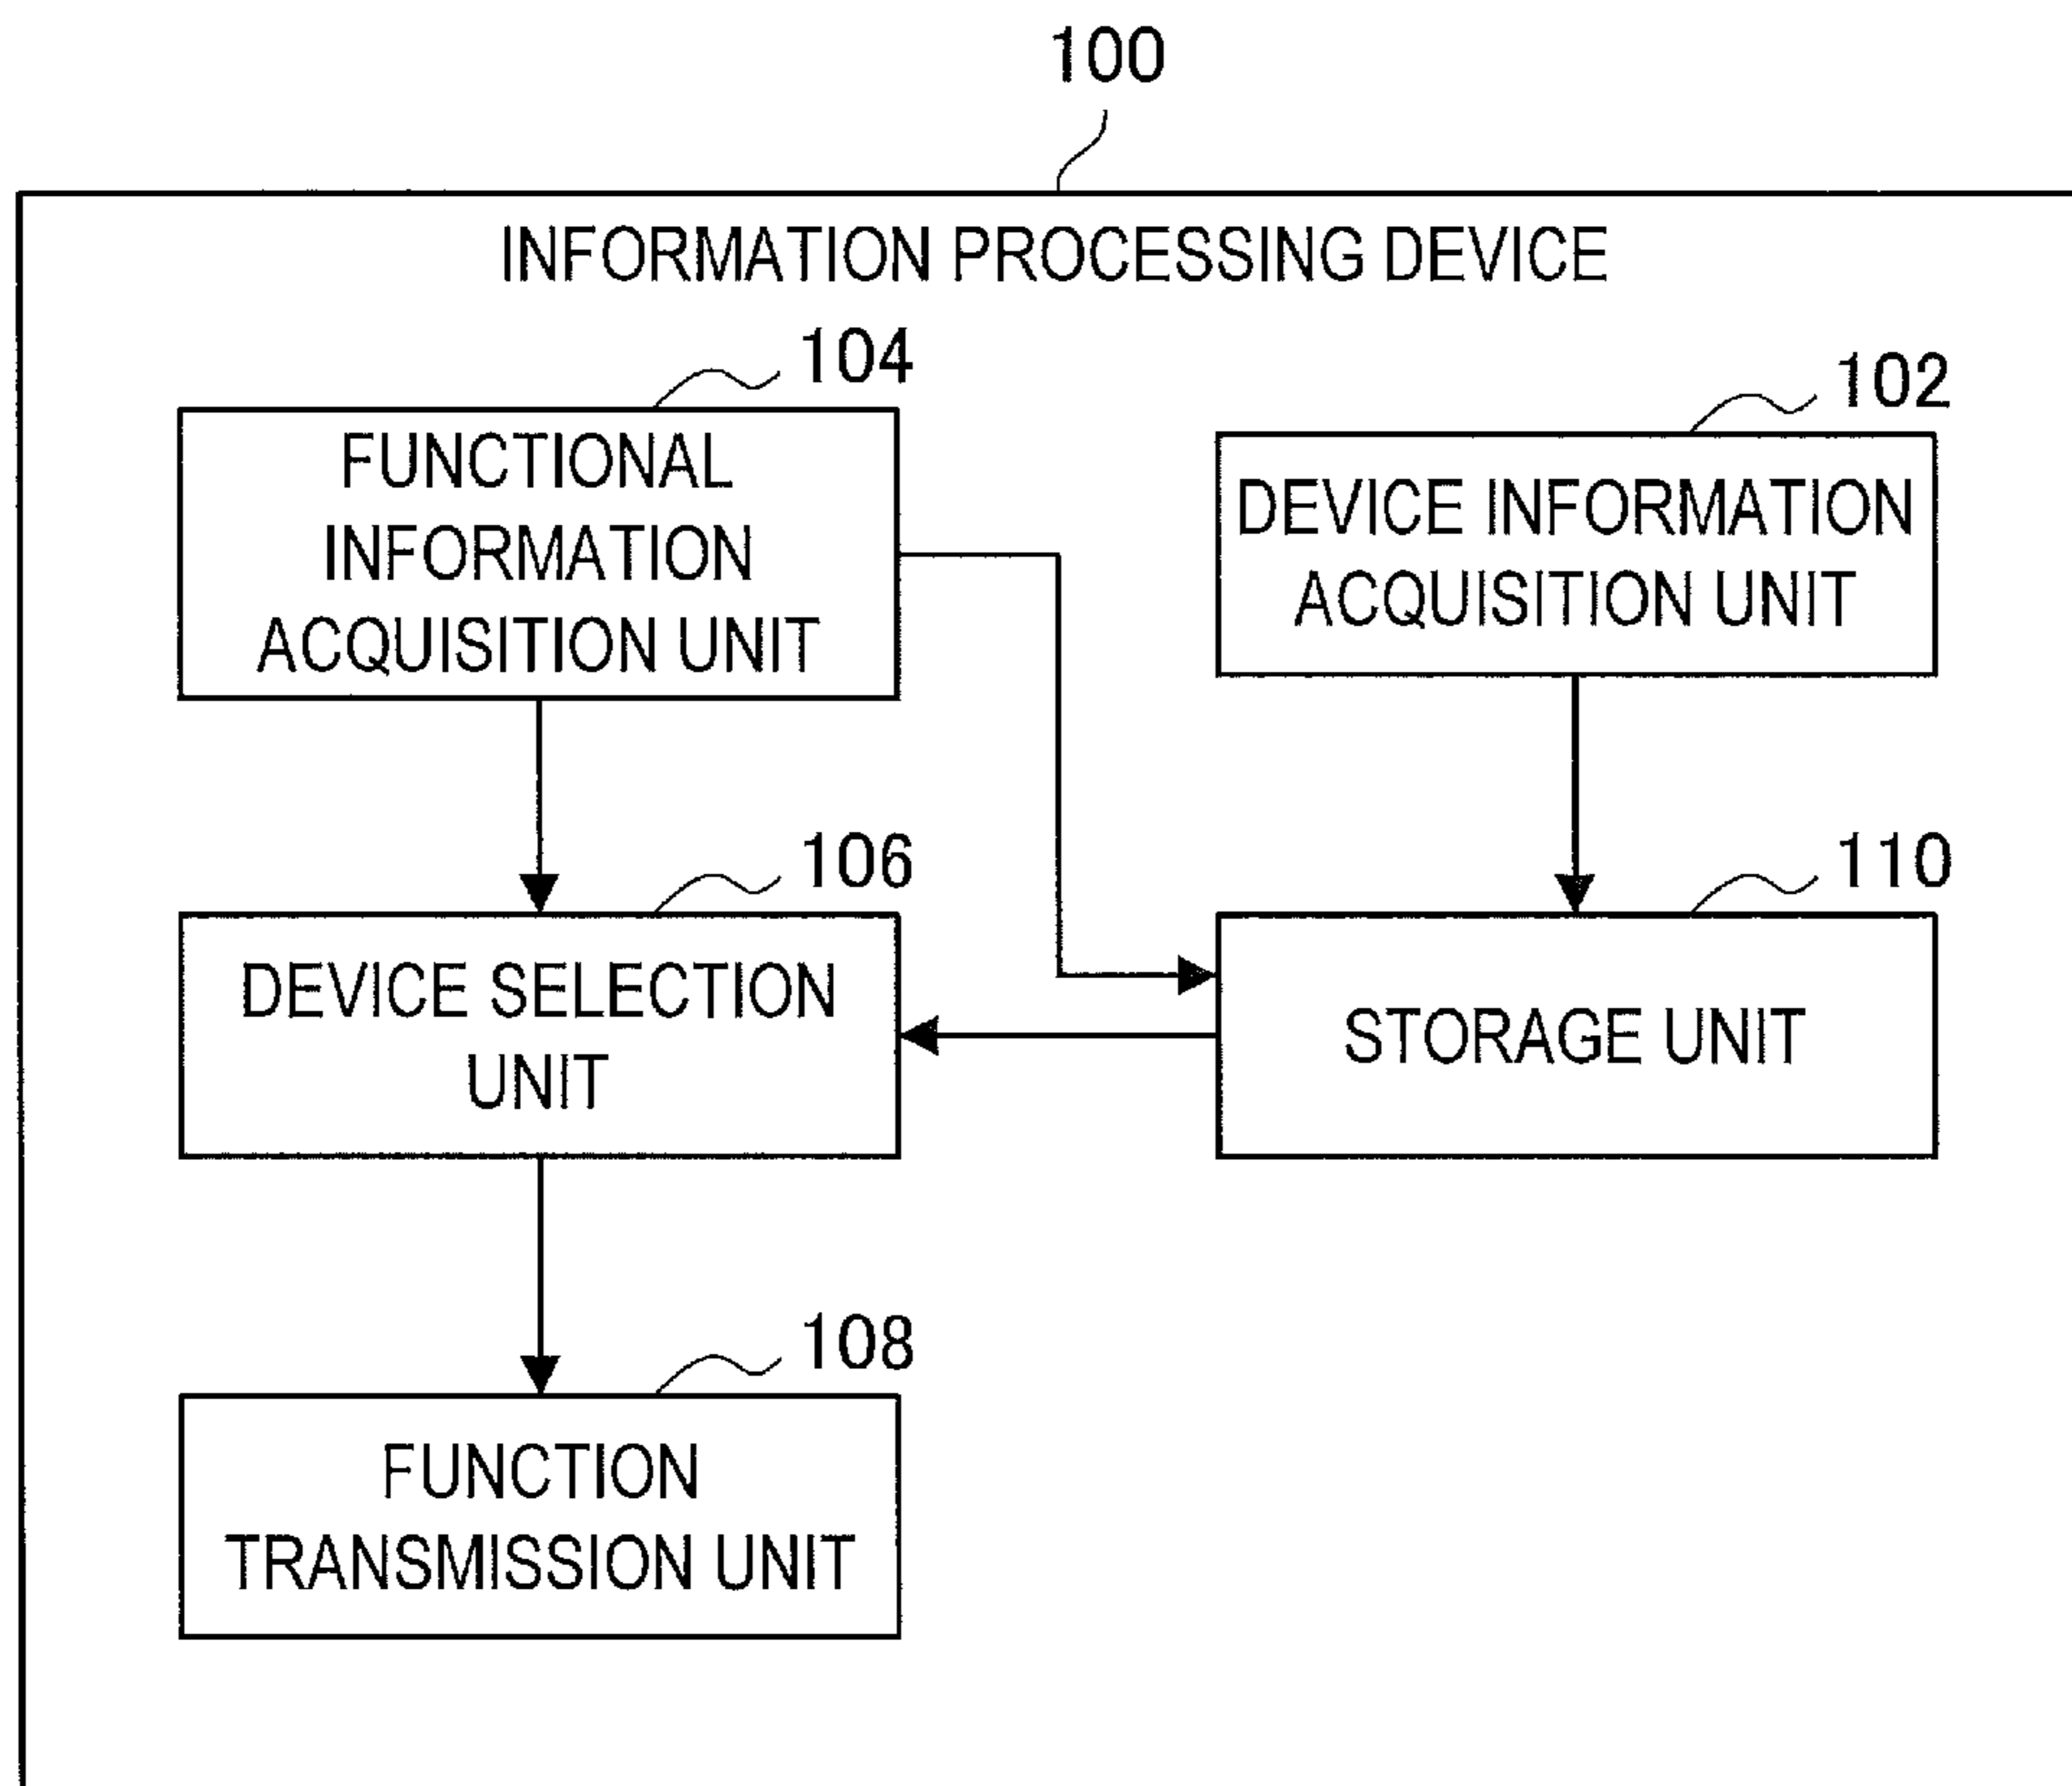 100
INFORMATION PROCESSING DEVICE
104
FUNCTIONAL
INFORMATION
ACQUISITION UNIT
102
DEVICE INFORMATION
ACQUISITION UNIT
106
DEVICE SELECTION
UNIT
110
STORAGE UNIT
108
FUNCTION
TRANSMISSION UNIT